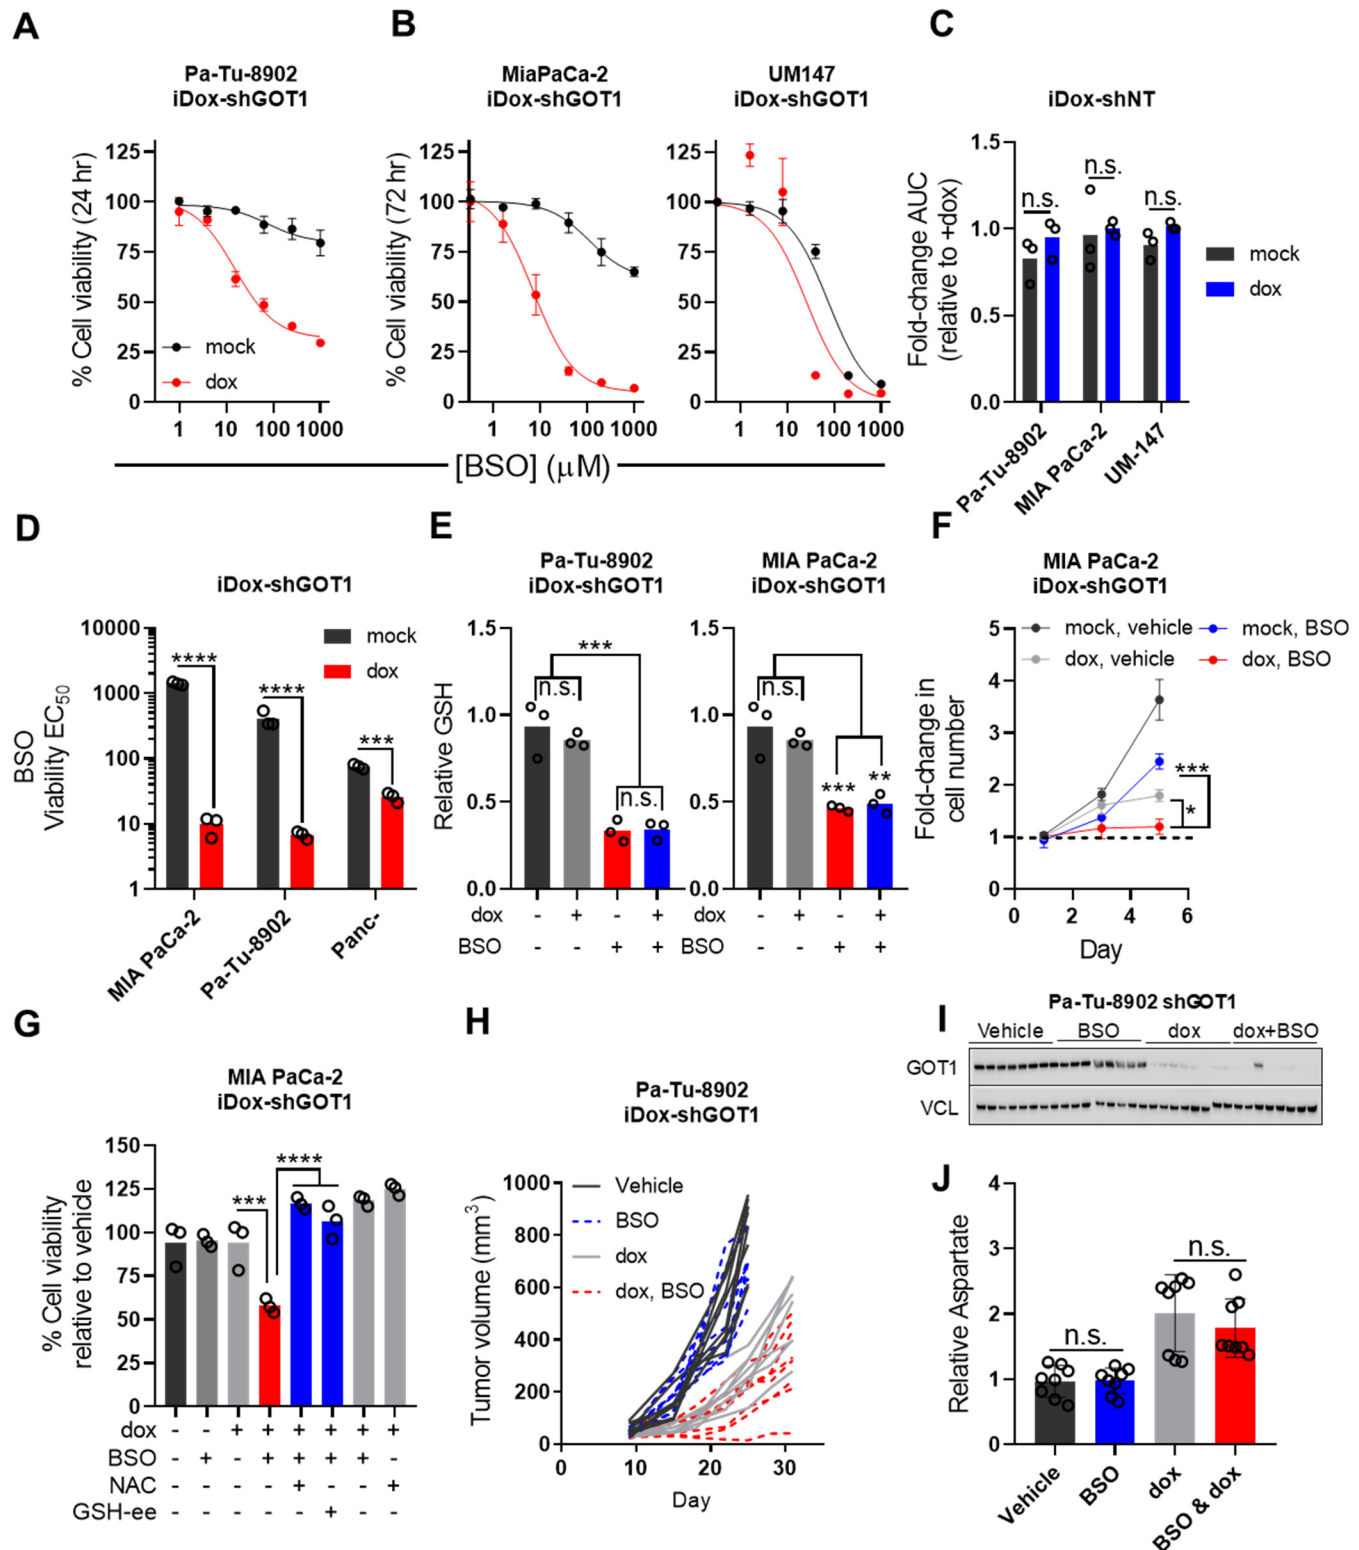 A
B
C
Pa-Tu-8902
iDox-shGOT1
MiaPaCa-2
iDox-shGOT1
UM147
iDox-shGOT1
iDox-shNT
% Cell viability (24 hr)
125
100
75
50
25
0
mock
dox
1 10 100 1000
% Cell viability (72 hr)
125
100
75
50
25
0
1 10 100 1000
125
100
75
50
25
0
1 10 100 1000
[BSO] (μM)
Fold-change AUC
(relative to +dox)
1.5
1.0
0.5
0.0
n.s.
n.s.
n.s.
mock
dox
Pa-Tu-8902
MIA PaCa-2
UM-147
D
E
F
iDox-shGOT1
BSO
Viability EC50
10000
1000
100
10
1
****
****
***
mock
dox
MIA PaCa-2
Pa-Tu-8902
Panc-
Pa-Tu-8902
iDox-shGOT1
Relative GSH
1.5
1.0
0.5
0.0
***
n.s.
n.s.
dox - + - +
BSO - - + +
MIA PaCa-2
iDox-shGOT1
1.5
1.0
0.5
0.0
n.s.
*** **
dox - + - +
BSO - - + +
MIA PaCa-2
iDox-shGOT1
mock, vehicle
mock, BSO
dox, vehicle
dox, BSO
Fold-change in
cell number
5
4
3
2
1
0
***
*
0 2 4 6
Day
G
H
I
MIA PaCa-2
iDox-shGOT1
% Cell viability
relative to vehicle
150
125
100
75
50
25
0
***
****
dox - - + + + + + +
BSO - + - + + + + -
NAC - - - - + - - +
GSH-ee - - - - - + - -
Pa-Tu-8902
iDox-shGOT1
Tumor volume (mm3)
1000
800
600
400
200
0
Vehicle
BSO
dox
dox, BSO
0 10 20 30
Day
Pa-Tu-8902 shGOT1
Vehicle BSO dox dox+BSO
GOT1
VCL
J
Relative Aspartate
4
3
2
1
0
n.s.
n.s.
Vehicle
BSO
dox
BSO & dox